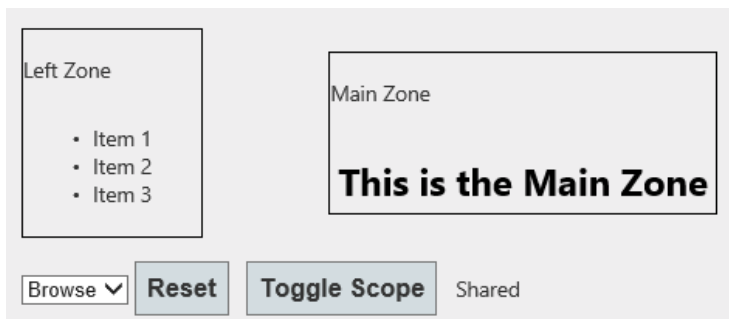 Left Zone
• Item 1
• Item 2
• Item 3
Main Zone
This is the Main Zone
Browse Reset Toggle Scope Shared